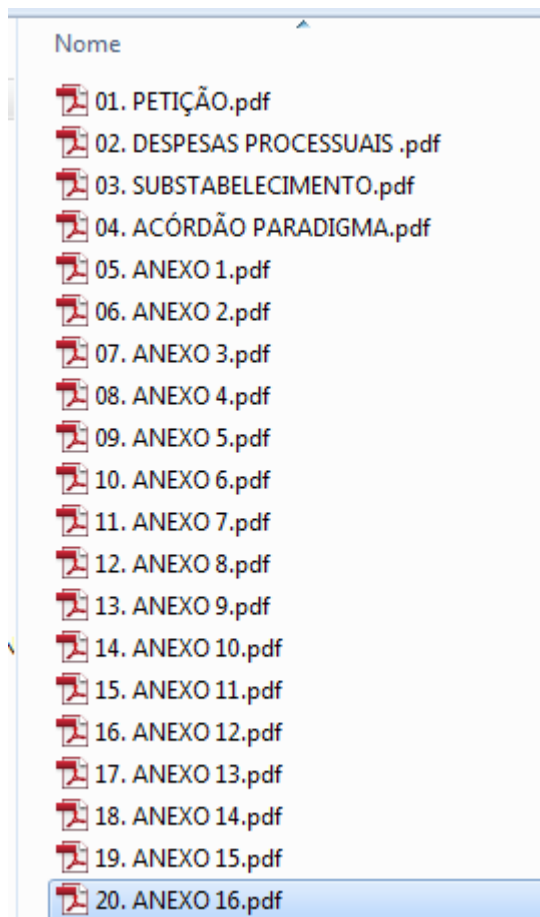 Nome
01. PETIÇÃO.pdf
02. DESPESAS PROCESSUAIS .pdf
03. SUBSTABELECIMENTO.pdf
04. ACÓRDÃO PARADIGMA.pdf
05. ANEXO 1.pdf
06. ANEXO 2.pdf
07. ANEXO 3.pdf
08. ANEXO 4.pdf
09. ANEXO 5.pdf
10. ANEXO 6.pdf
11. ANEXO 7.pdf
12. ANEXO 8.pdf
13. ANEXO 9.pdf
14. ANEXO 10.pdf
15. ANEXO 11.pdf
16. ANEXO 12.pdf
17. ANEXO 13.pdf
18. ANEXO 14.pdf
19. ANEXO 15.pdf
20. ANEXO 16.pdf